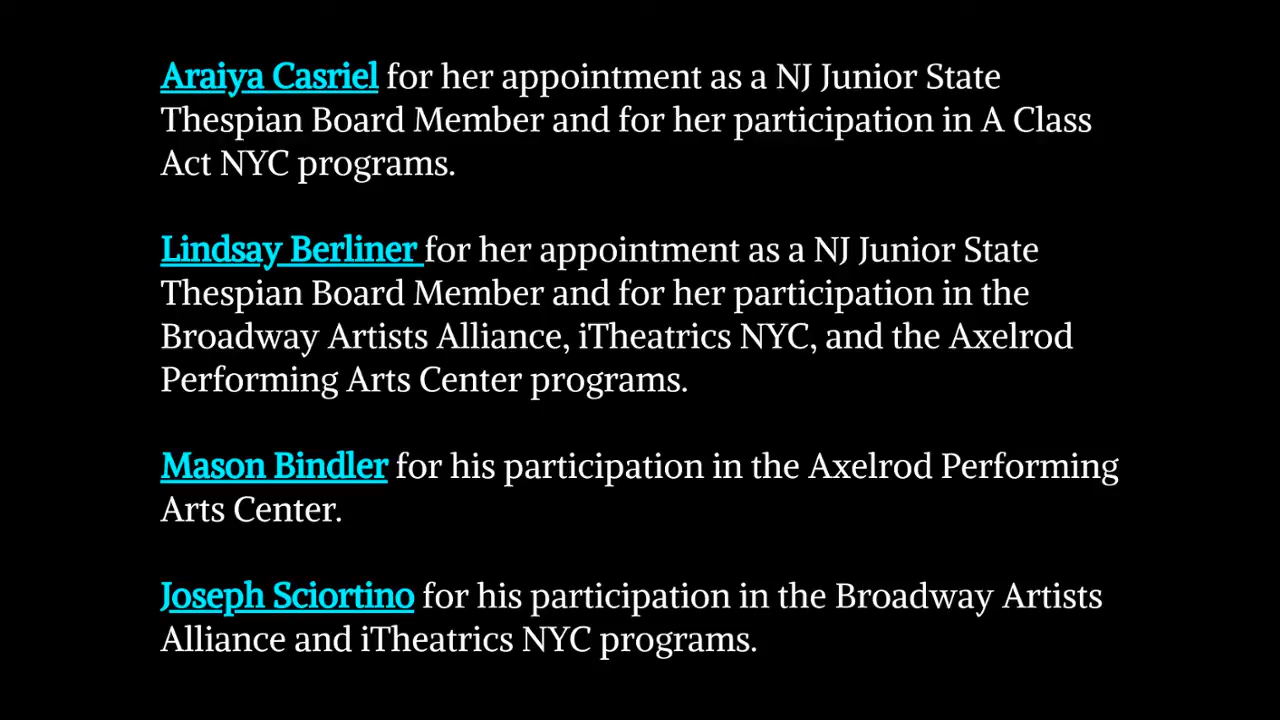 Araiya Casriel for her appointment as a NJ Junior State
Thespian Board Member and for her participation in A Class
Act NYC programs.
Lindsay Berliner for her appointment as a NJ Junior State
Thespian Board Member and for her participation in the
Broadway Artists Alliance, iTheatrics NYC, and the Axelrod
Performing Arts Center programs.
Mason Bindler for his participation in the Axelrod Performing
Arts Center.
Joseph Sciortino for his participation in the Broadway Artists
Alliance and iTheatrics NYC programs.